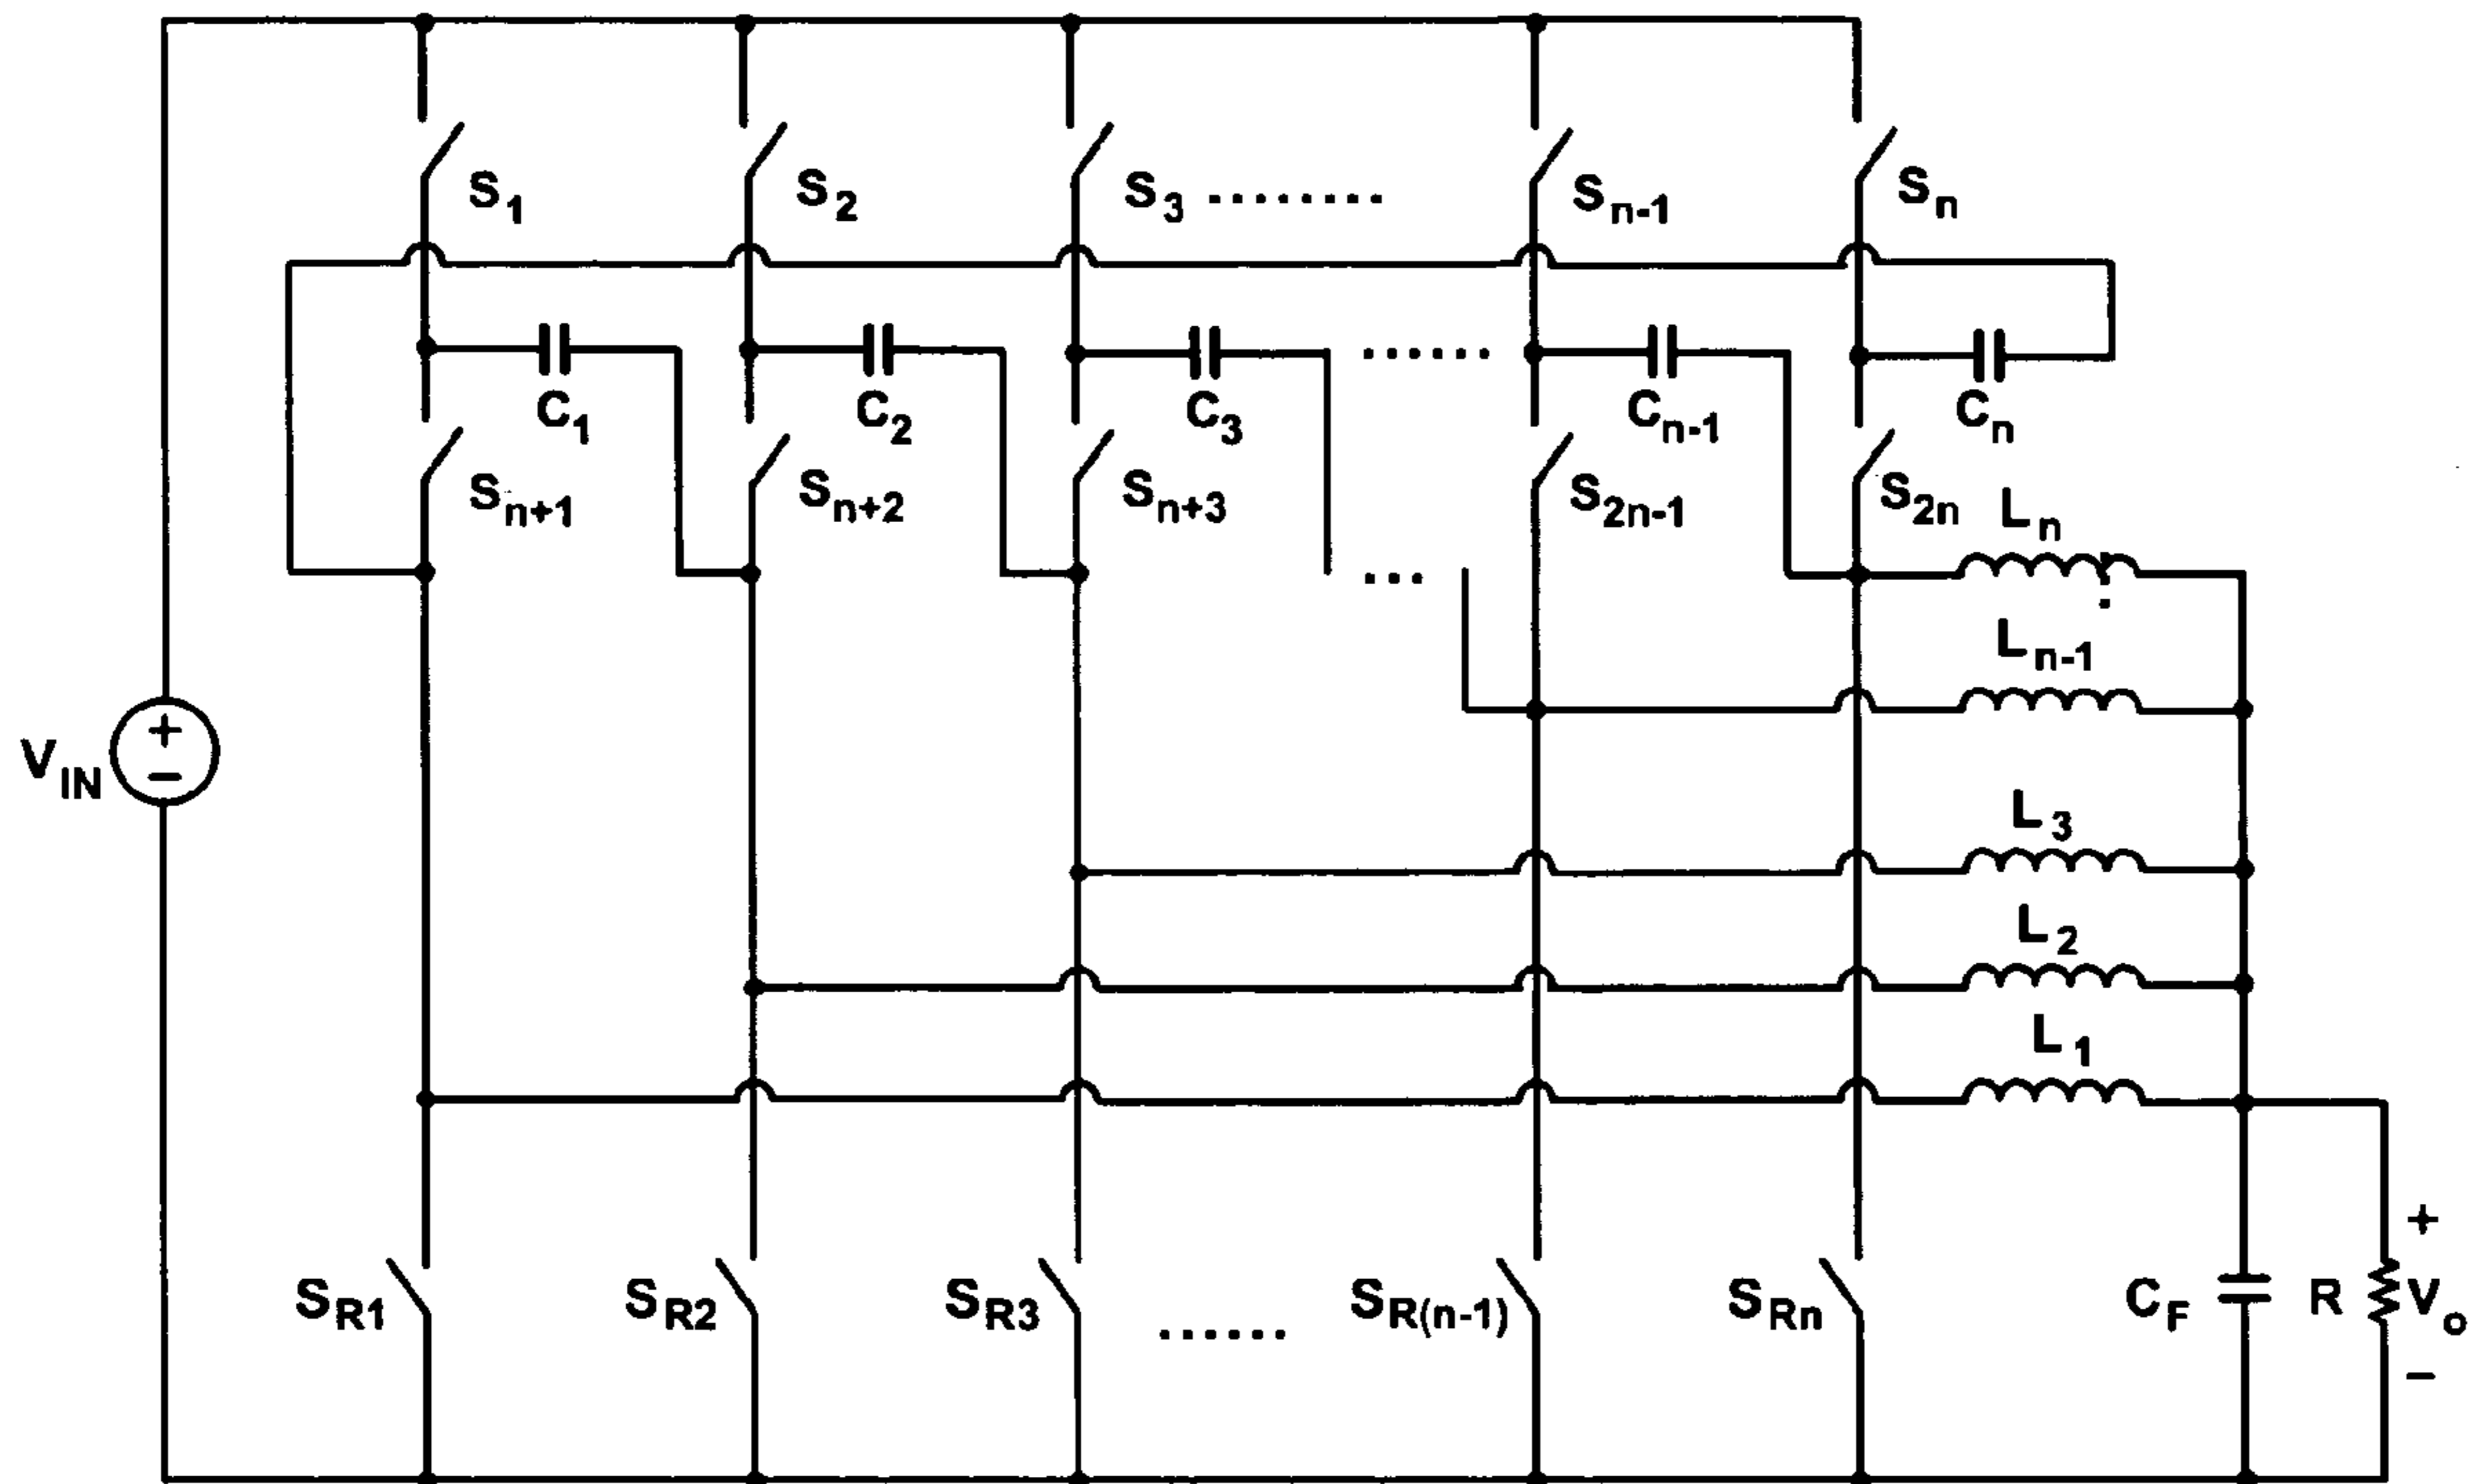 S1 S2 S3 ........ Sn-1 Sn
......
C1 C2 C3 Cn-1 Cn
Sn+1 Sn+2 Sn+3 S2n-1 S2n Ln
...
Ln-1
VIN + −
L3
L2
L1
+
SR1 SR2 SR3 ...... SR(n-1) SRn CF R Vo
−